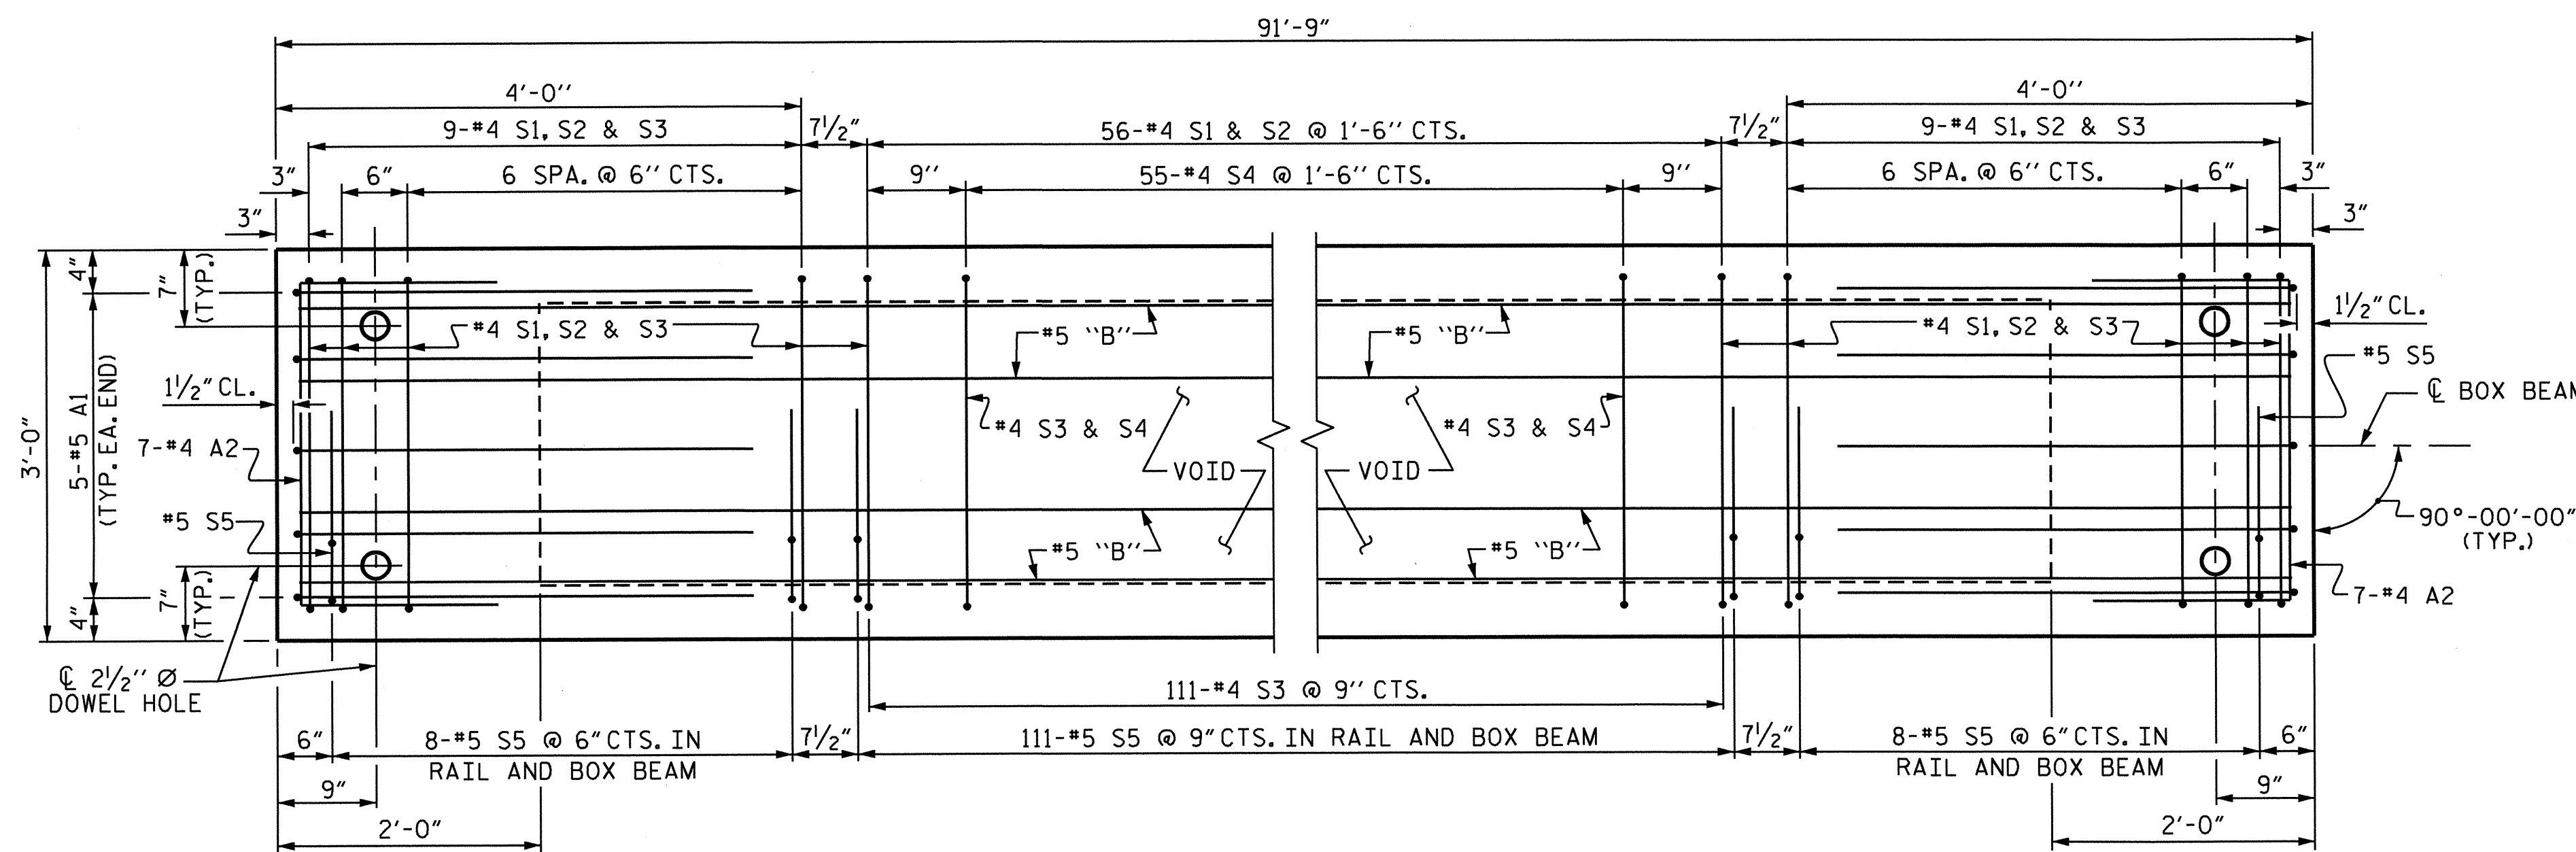 91'-9"
4'-0''
4'-0''
9-#4 S1, S2 & S3
7½"
56-#4 S1 & S2 @ 1'-6'' CTS.
7½"
9-#4 S1, S2 & S3
3"
6"
6 SPA. @ 6'' CTS.
9''
55-#4 S4 @ 1'-6'' CTS.
9''
6 SPA. @ 6'' CTS.
6"
3"
3"
3"
4"
7"
(TYP.)
#4 S1, S2 & S3
#5 ``B''
#5 ``B''
#4 S1, S2 & S3
1½" CL.
#5 S5
℄ BOX BEAM
3'-0"
5-#5 A1
(TYP. EA. END)
1½" CL.
7-#4 A2
#4 S3 & S4
#4 S3 & S4
VOID
VOID
#5 S5
#5 ``B''
#5 ``B''
90°-00'-00"
(TYP.)
7-#4 A2
4"
7"
(TYP.)
℄ 2½'' Ø
DOWEL HOLE
111-#4 S3 @ 9'' CTS.
6"
8-#5 S5 @ 6" CTS. IN
RAIL AND BOX BEAM
7½"
111-#5 S5 @ 9" CTS. IN RAIL AND BOX BEAM
7½"
8-#5 S5 @ 6" CTS. IN
RAIL AND BOX BEAM
6"
9"
9"
2'-0"
2'-0"